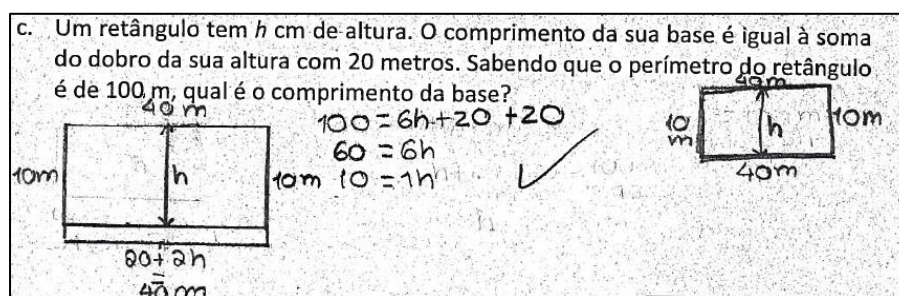 c. Um retângulo tem h cm de altura. O comprimento da sua base é igual à soma
do dobro da sua altura com 20 metros. Sabendo que o perímetro do retângulo
é de 100 m, qual é o comprimento da base?
40 m
10m
h
10m
20+2h
=
40 m
100 = 6h+20 +20
60 = 6h
10 = 1h
40m
10
m
h
10m
40m